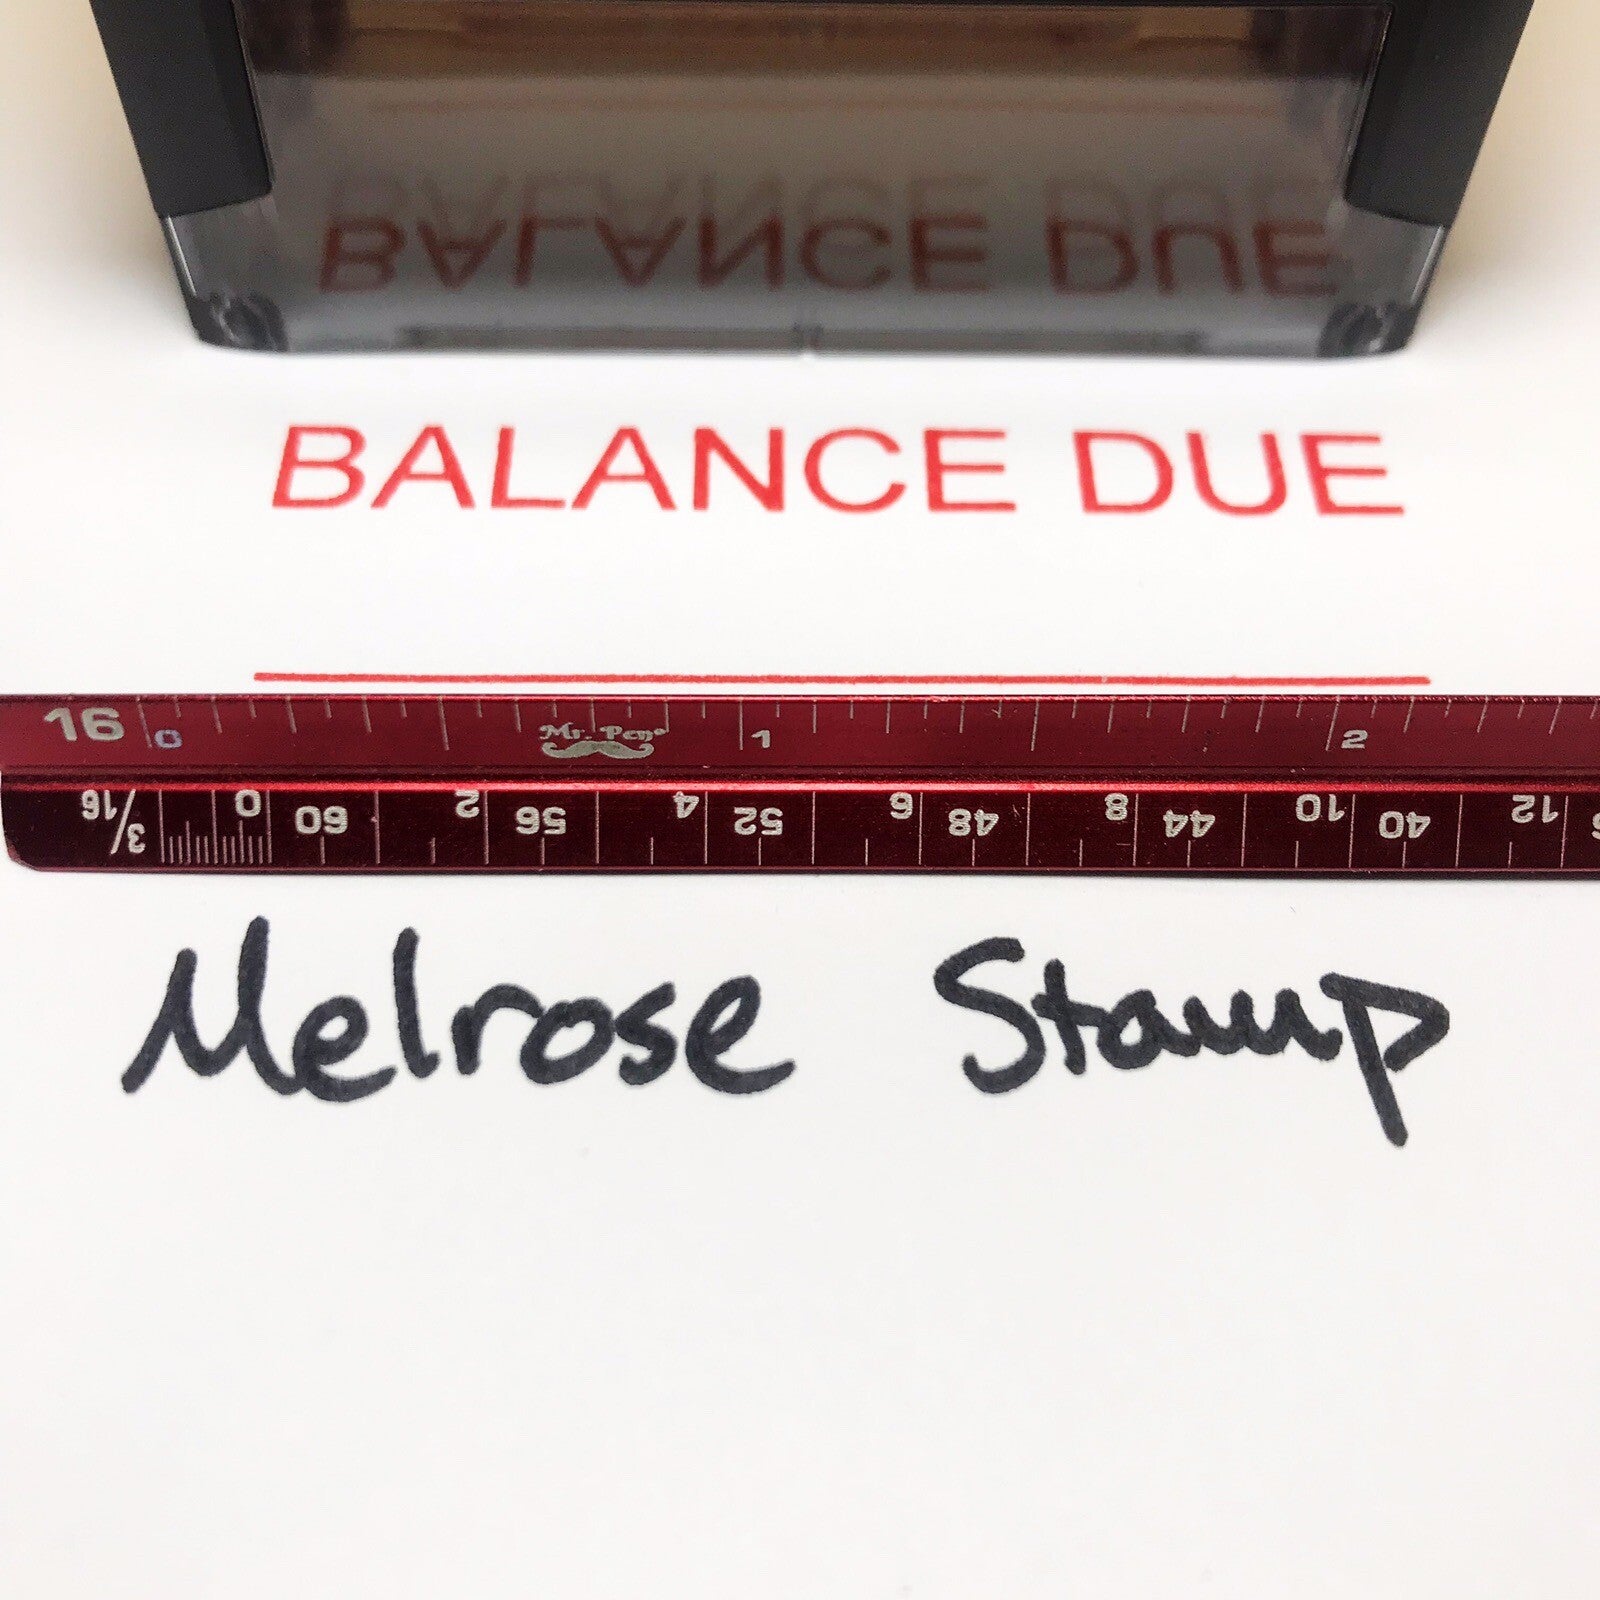 BALANCE DUE
BALANCE DUE
16 0 Mr. Pen® 1 2
3/16 0 60 2 56 4 52 6 48 8 44 10 40 12
Melrose Stamp